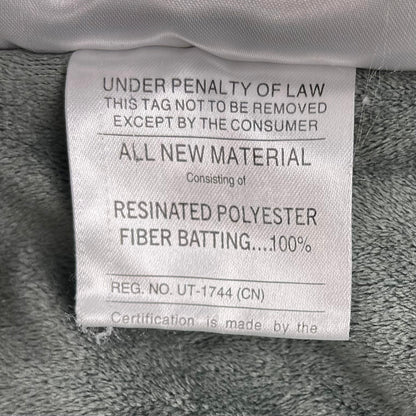 UNDER PENALTY OF LAW
THIS TAG NOT TO BE REMOVED
EXCEPT BY THE CONSUMER
ALL NEW MATERIAL
Consisting of
RESINATED POLYESTER
FIBER BATTING....100%
REG. NO. UT-1744 (CN)
Certification is made by the